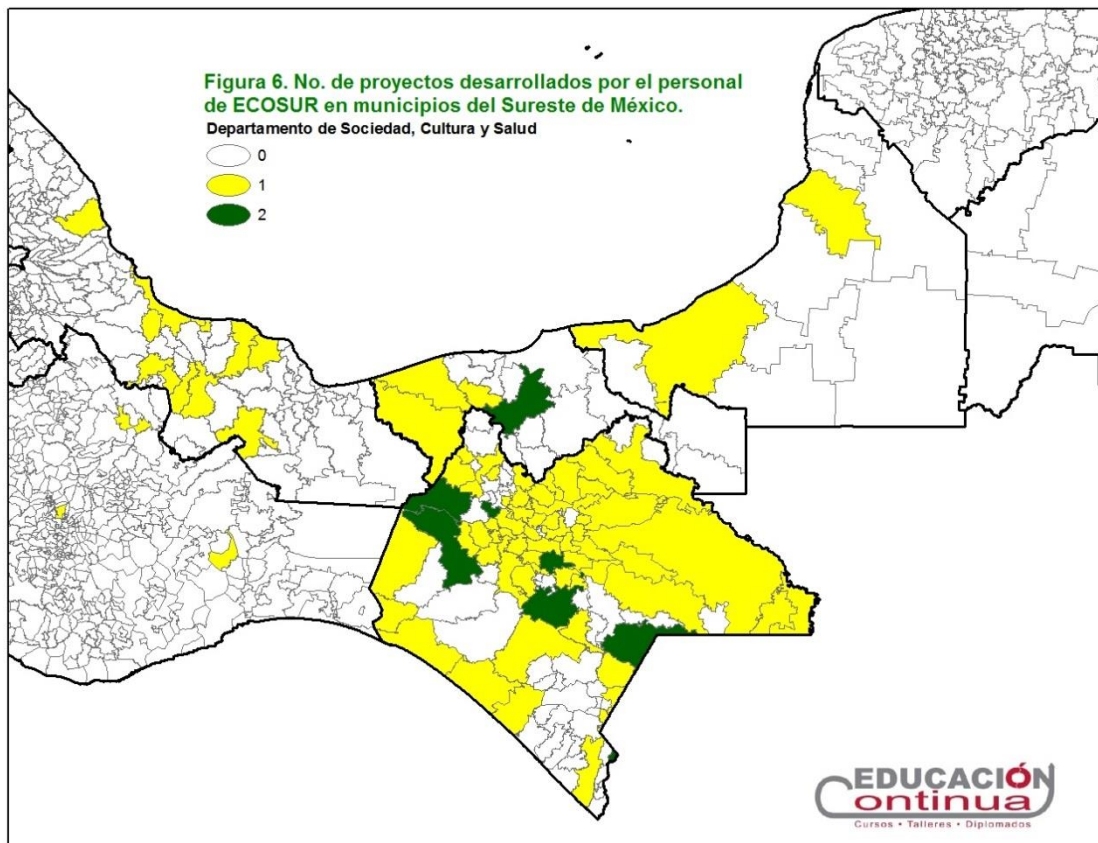 Figura 6. No. de proyectos desarrollados por el personal
de ECOSUR en municipios del Sureste de México.
Departamento de Sociedad, Cultura y Salud
0
1
2
EDUCACIÓN
Continua
Cursos • Talleres • Diplomados